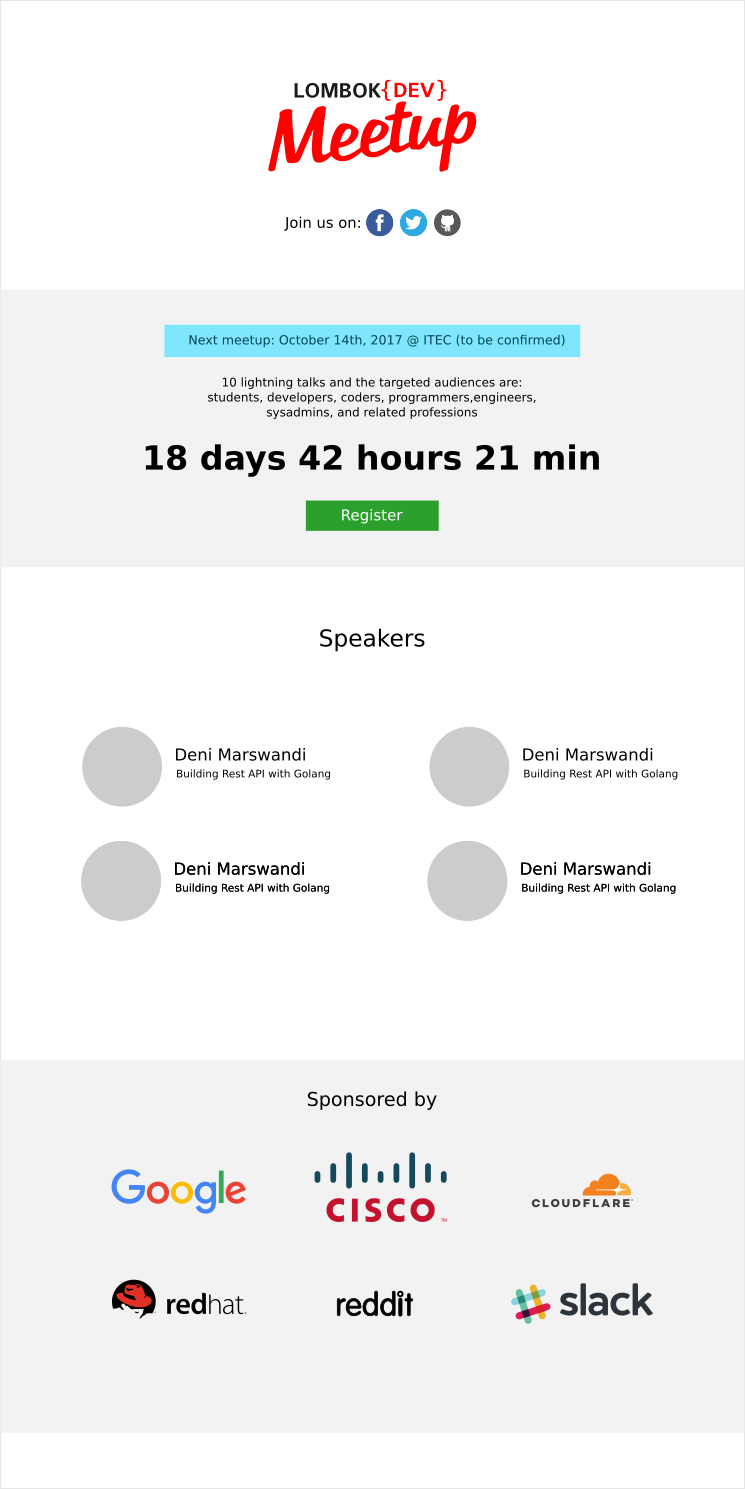 LOMBOK{DEV}
Meetup
Join us on:
Next meetup: October 14th, 2017 @ ITEC (to be confirmed)
10 lightning talks and the targeted audiences are:
students, developers, coders, programmers,engineers,
sysadmins, and related professions
18 days 42 hours 21 min
Register
Speakers
Deni Marswandi
Building Rest API with Golang
Deni Marswandi
Building Rest API with Golang
Deni Marswandi
Building Rest API with Golang
Deni Marswandi
Building Rest API with Golang
Sponsored by
Google
CISCO™
CLOUDFLARE
redhat.
reddit
slack